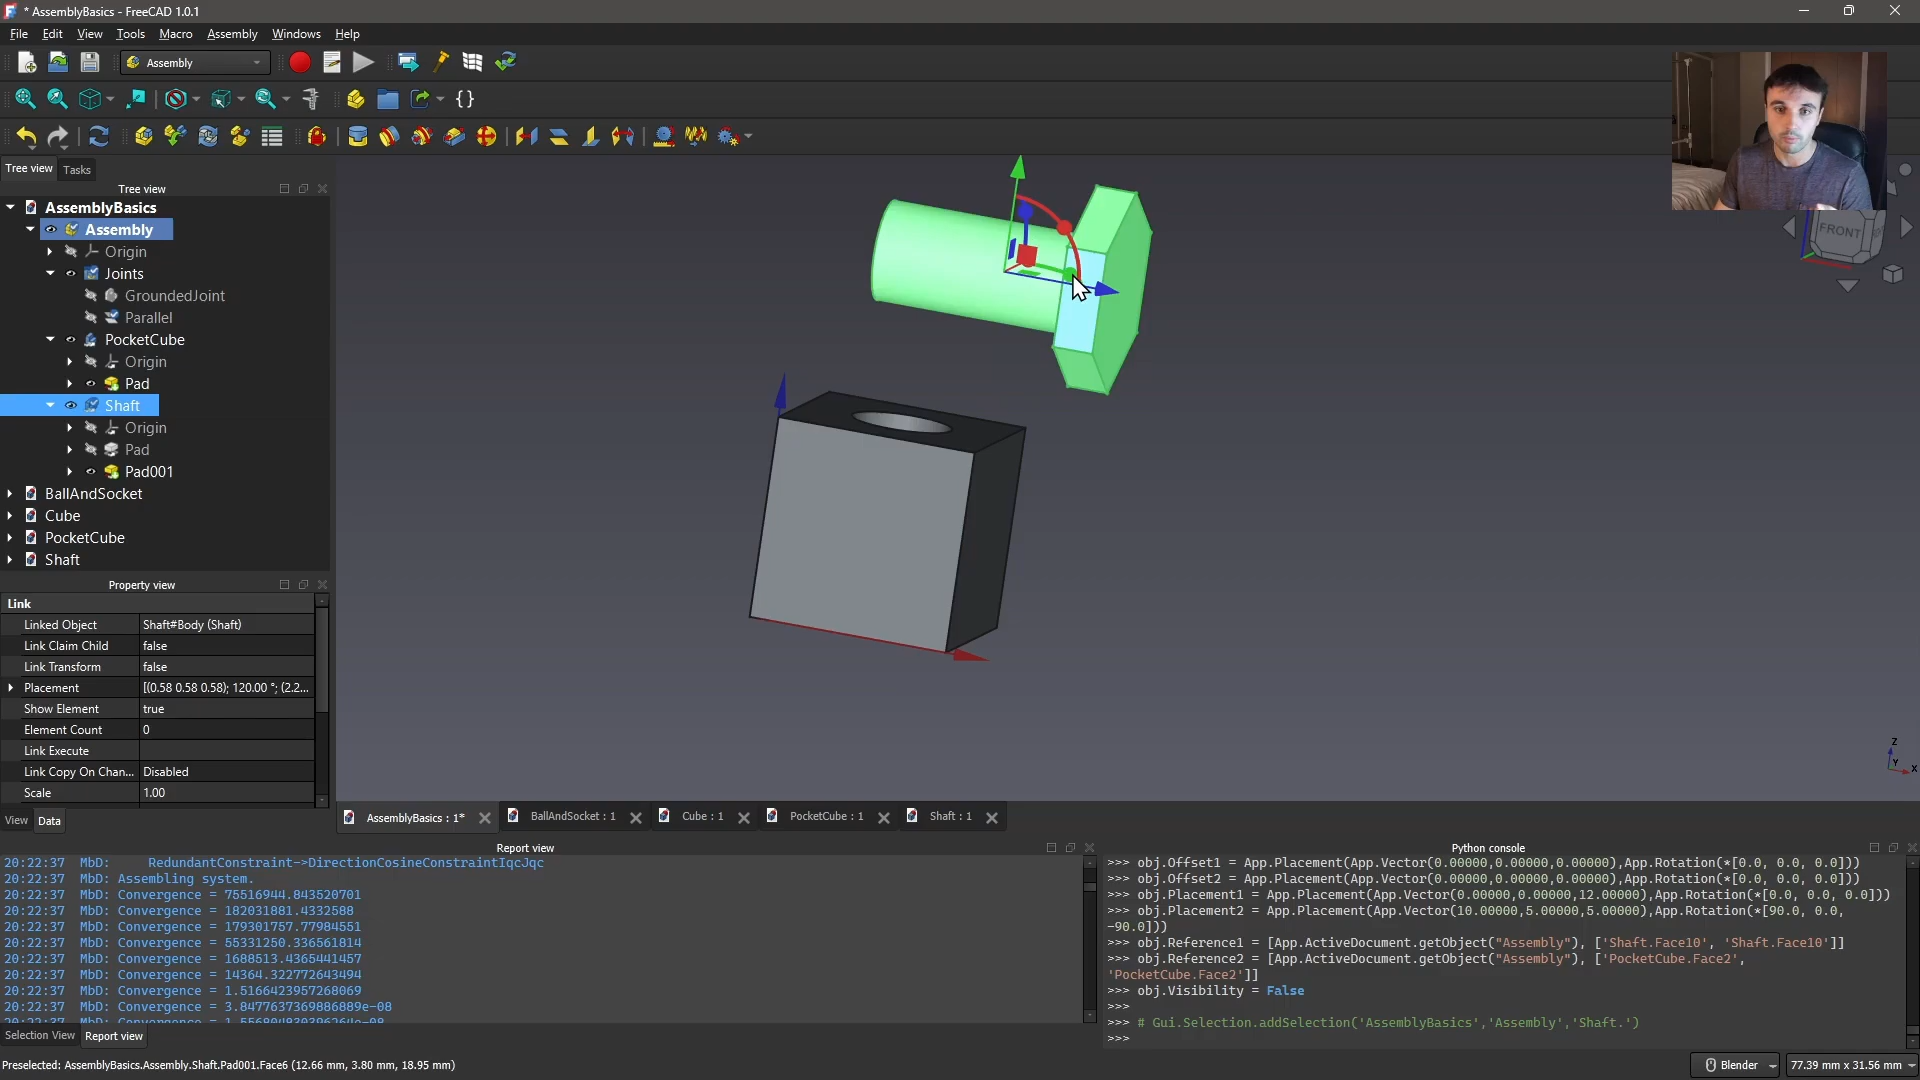 * AssemblyBasics - FreeCAD 1.0.1
File Edit View Tools Macro Assembly Windows Help
Assembly
Tree view Tasks
Tree view
AssemblyBasics
Assembly
Origin
Joints
GroundedJoint
Parallel
PocketCube
Origin
Pad
Shaft
Origin
Pad
Pad001
BallAndSocket
Cube
PocketCube
Shaft
Property view
Link
Linked Object Shaft#Body (Shaft)
Link Claim Child false
Link Transform false
Placement [(0.58 0.58 0.58); 120.00 °; (2.2...
Show Element true
Element Count 0
Link Execute
Link Copy On Chan... Disabled
Scale 1.00
View Data
FRONT
Z
Y
X
AssemblyBasics : 1* BallAndSocket : 1 Cube : 1 PocketCube : 1 Shaft : 1
Report view
20:22:37 MbD: RedundantConstraint->DirectionCosineConstraintIqcJqc
20:22:37 MbD: Assembling system.
20:22:37 MbD: Convergence = 75516944.843520701
20:22:37 MbD: Convergence = 182031881.4332588
20:22:37 MbD: Convergence = 179301757.77984551
20:22:37 MbD: Convergence = 55331250.336561814
20:22:37 MbD: Convergence = 1688513.4365441457
20:22:37 MbD: Convergence = 14364.322772643494
20:22:37 MbD: Convergence = 1.5166423957268069
20:22:37 MbD: Convergence = 3.8477637369886889e-08
Selection View Report view
Python console
>>> obj.Offset1 = App.Placement(App.Vector(0.00000,0.00000,0.00000),App.Rotation(*[0.0, 0.0, 0.0]))
>>> obj.Offset2 = App.Placement(App.Vector(0.00000,0.00000,0.00000),App.Rotation(*[0.0, 0.0, 0.0]))
>>> obj.Placement1 = App.Placement(App.Vector(0.00000,0.00000,12.00000),App.Rotation(*[0.0, 0.0, 0.0]))
>>> obj.Placement2 = App.Placement(App.Vector(10.00000,5.00000,5.00000),App.Rotation(*[90.0, 0.0,
-90.0]))
>>> obj.Reference1 = [App.ActiveDocument.getObject("Assembly"), ['Shaft.Face10', 'Shaft.Face10']]
>>> obj.Reference2 = [App.ActiveDocument.getObject("Assembly"), ['PocketCube.Face2',
'PocketCube.Face2']]
>>> obj.Visibility = False
>>>
>>> # Gui.Selection.addSelection('AssemblyBasics','Assembly','Shaft.')
>>>
Preselected: AssemblyBasics.Assembly.Shaft.Pad001.Face6 (12.66 mm, 3.80 mm, 18.95 mm)
Blender
77.39 mm x 31.56 mm